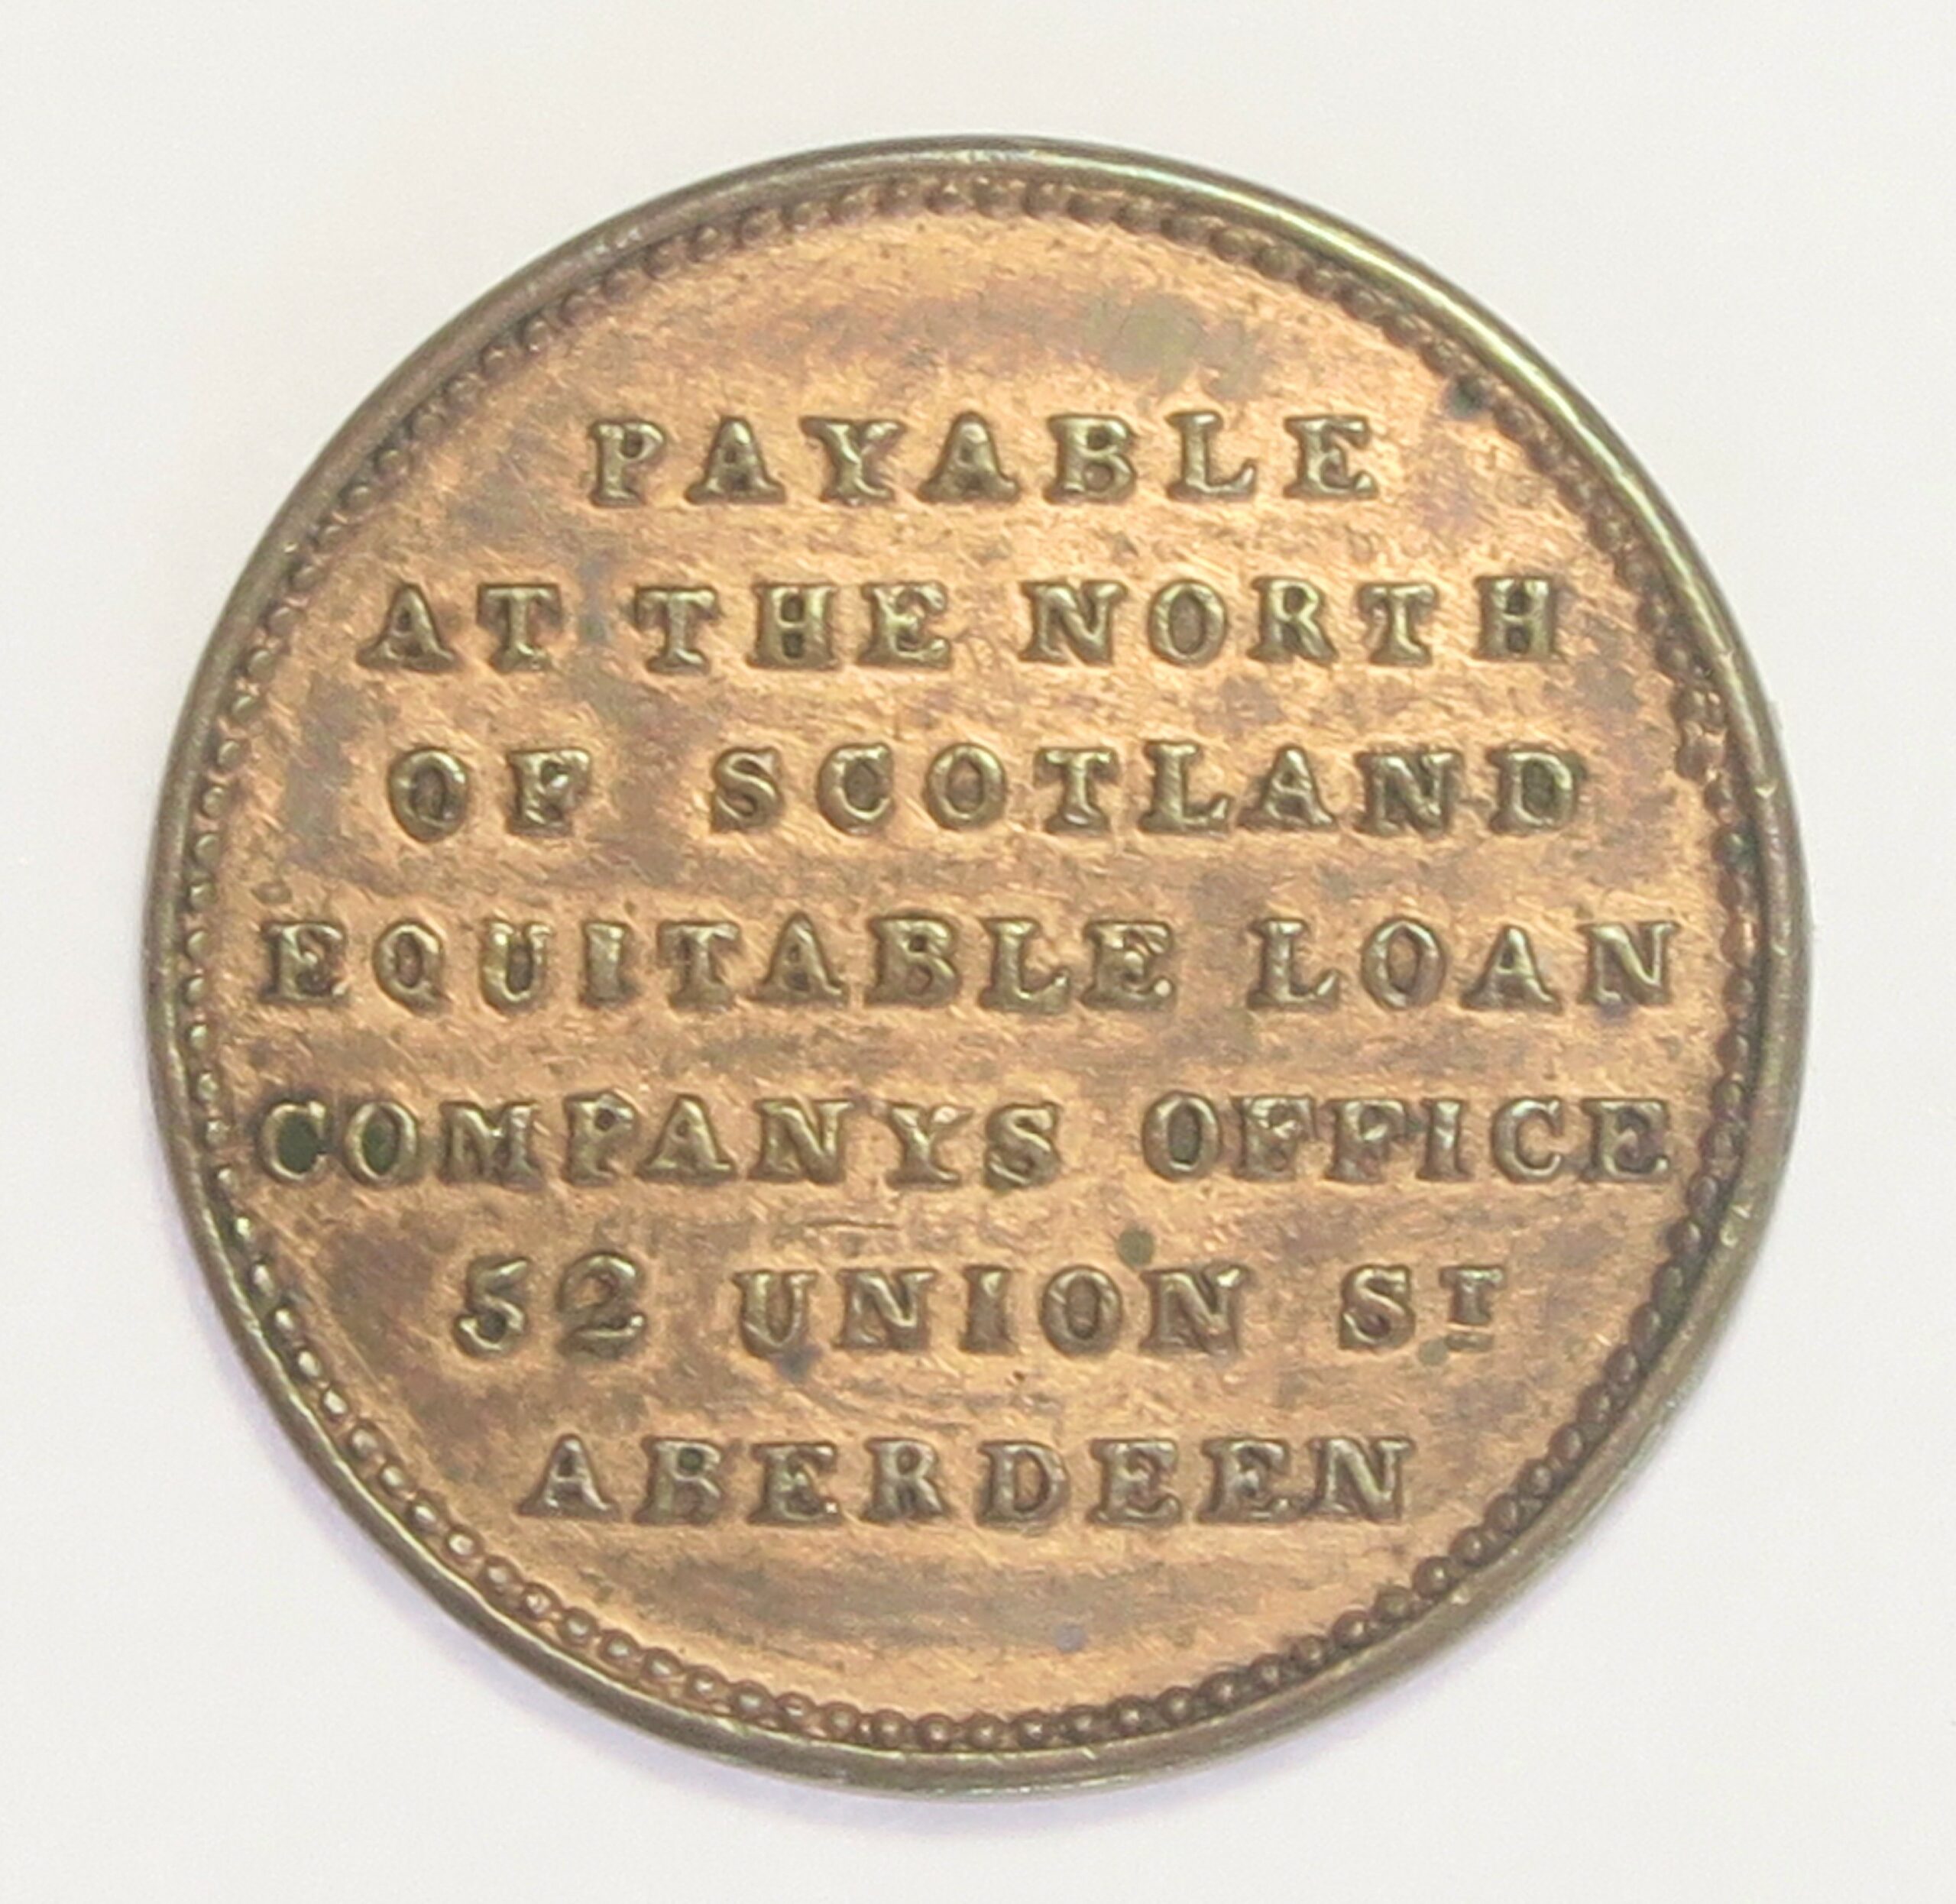 PAYABLE
AT THE NORTH
OF SCOTLAND
EQUITABLE LOAN
COMPANYS OFFICE
52 UNION ST
ABERDEEN